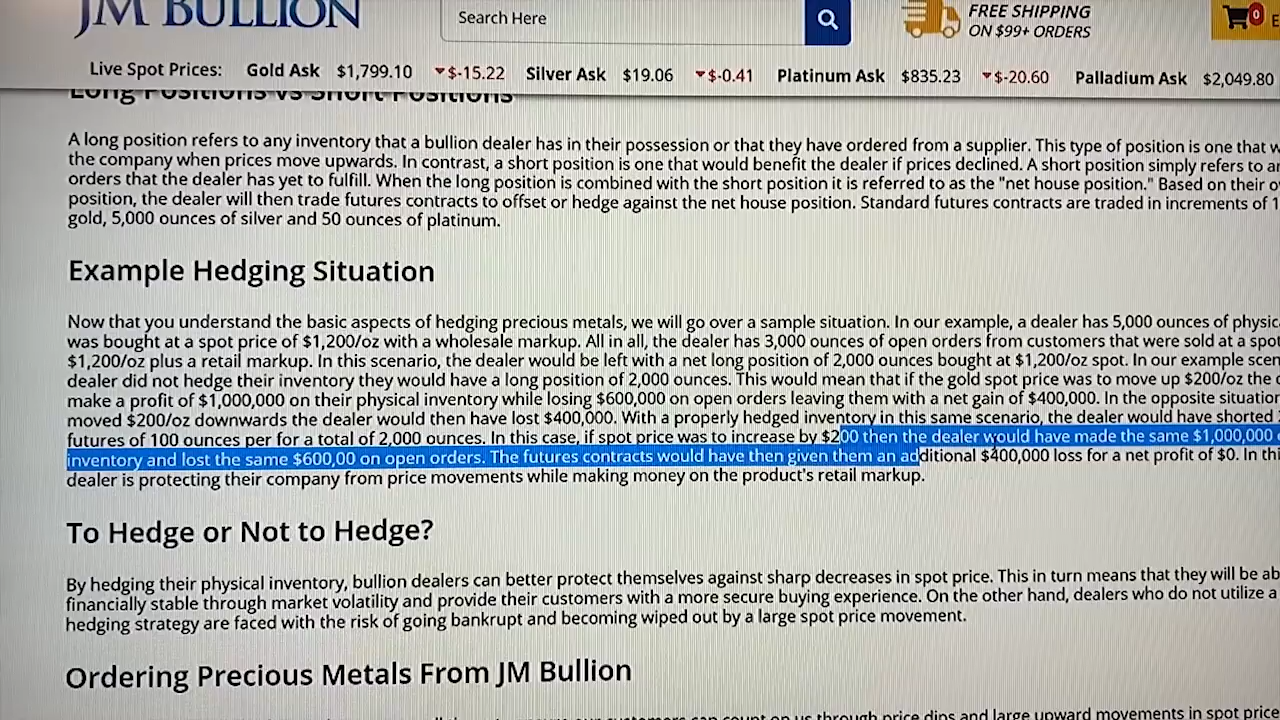 JM BULLION
Search Here
FREE SHIPPING
ON $99+ ORDERS
0
Live Spot Prices: Gold Ask $1,799.10 $-15.22 Silver Ask $19.06 $-0.41 Platinum Ask $835.23 $-20.60 Palladium Ask $2,049.80
Long Positions vs Short Positions
A long position refers to any inventory that a bullion dealer has in their possession or that they have ordered from a supplier. This type of position is one that
the company when prices move upwards. In contrast, a short position is one that would benefit the dealer if prices declined. A short position simply refers to
orders that the dealer has yet to fulfill. When the long position is combined with the short position it is referred to as the "net house position." Based on their
position, the dealer will then trade futures contracts to offset or hedge against the net house position. Standard futures contracts are traded in increments of
gold, 5,000 ounces of silver and 50 ounces of platinum.
Example Hedging Situation
Now that you understand the basic aspects of hedging precious metals, we will go over a sample situation. In our example, a dealer has 5,000 ounces of
was bought at a spot price of $1,200/oz with a wholesale markup. All in all, the dealer has 3,000 ounces of open orders from customers that were sold at a
$1,200/oz plus a retail markup. In this scenario, the dealer would be left with a net long position of 2,000 ounces bought at $1,200/oz spot. In our example
dealer did not hedge their inventory they would have a long position of 2,000 ounces. This would mean that if the gold spot price was to move up $200/oz the
make a profit of $1,000,000 on their physical inventory while losing $600,000 on open orders leaving them with a net gain of $400,000. In the opposite
moved $200/oz downwards the dealer would then have lost $400,000. With a properly hedged inventory in this same scenario, the dealer would have shorted
futures of 100 ounces per for a total of 2,000 ounces. In this case, if spot price was to increase by $200 then the dealer would have made the same $1,000,000
inventory and lost the same $600,00 on open orders. The futures contracts would have then given them an additional $400,000 loss for a net profit of $0. In
dealer is protecting their company from price movements while making money on the product's retail markup.
To Hedge or Not to Hedge?
By hedging their physical inventory, bullion dealers can better protect themselves against sharp decreases in spot price. This in turn means that they will be
financially stable through market volatility and provide their customers with a more secure buying experience. On the other hand, dealers who do not utilize a
hedging strategy are faced with the risk of going bankrupt and becoming wiped out by a large spot price movement.
Ordering Precious Metals From JM Bullion
can count on us through price dips and large upward movements in spot price